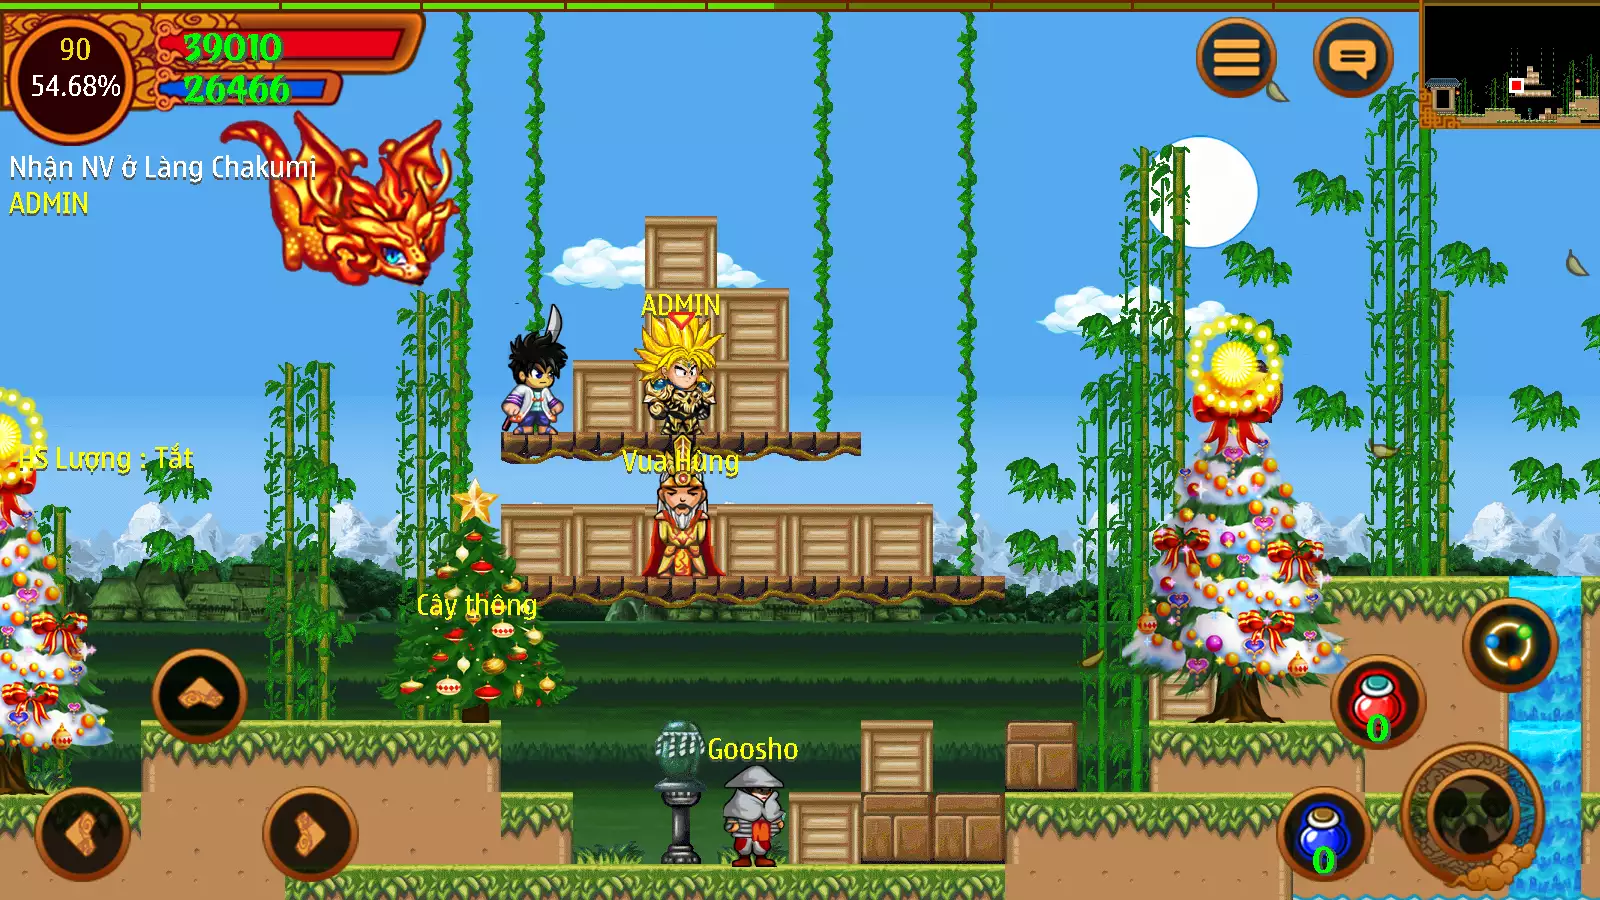 90
54.68%
39010
26466
Nhận NV ở Làng Chakumi
ADMIN
ADMIN
HS Lượng : Tắt
Vua Hùng
Cây thông
Goosho
0
0